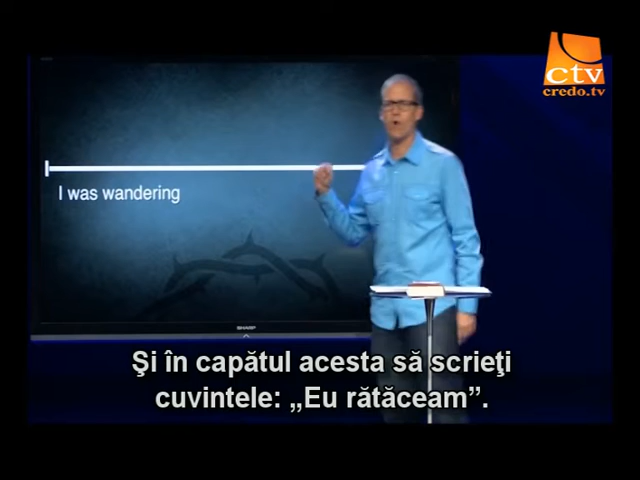 ctv
credo.tv
I was wandering
SHARP
Şi în capătul acesta să scrieţi
cuvintele: „Eu rătăceam”.